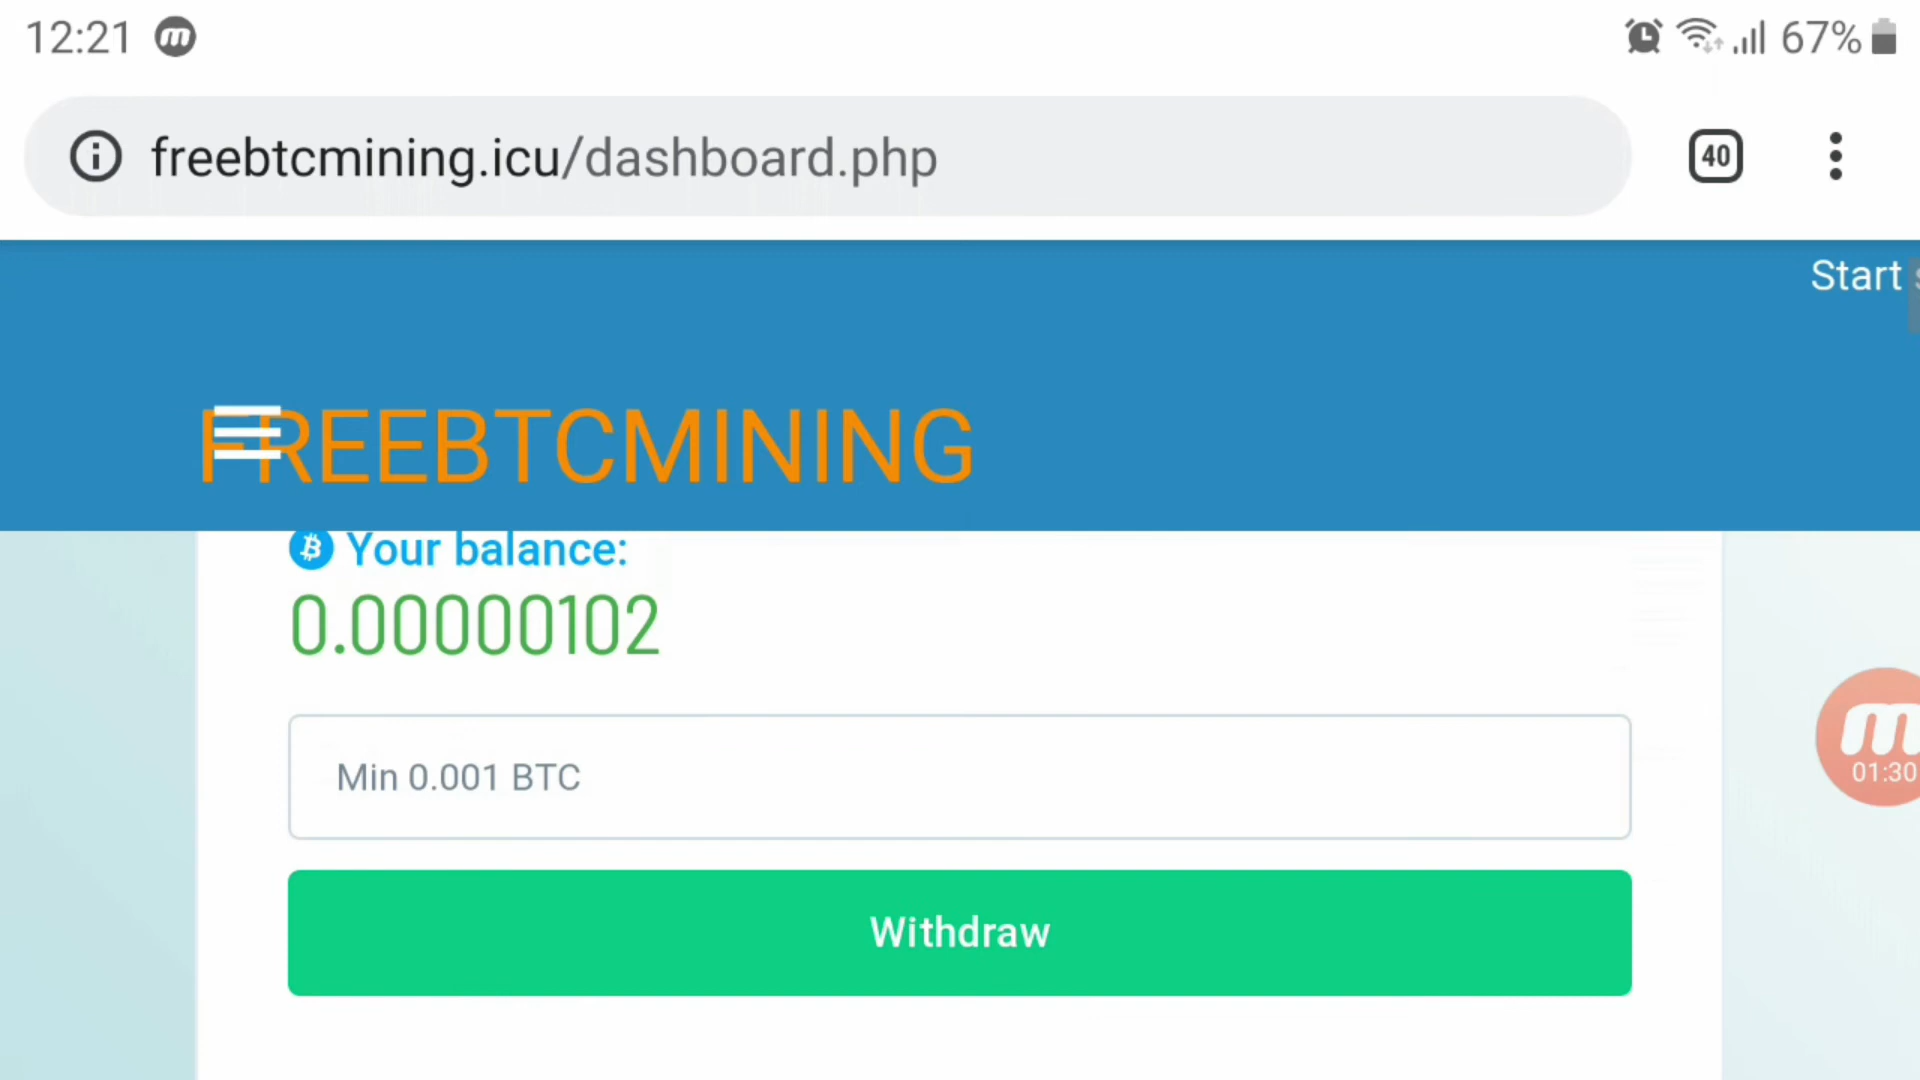 12:21 m 67%
freebtcmining.icu/dashboard.php 40
Start
FREEBTCMINING
Your balance:
0.00000102
Min 0.001 BTC
m
01:30
Withdraw